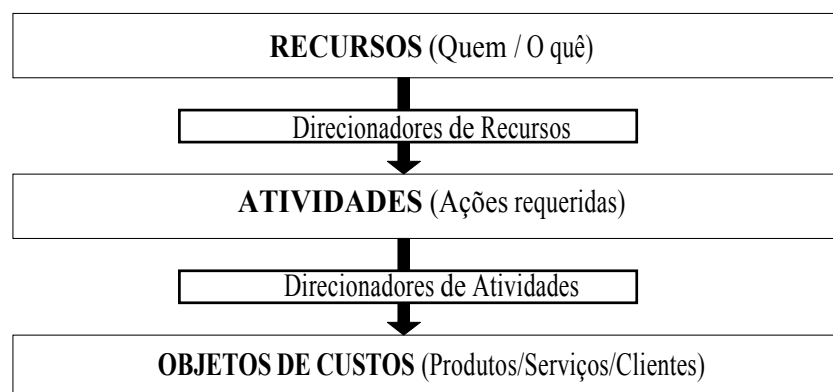 RECURSOS (Quem / O quê)
Direcionadores de Recursos
ATIVIDADES (Ações requeridas)
Direcionadores de Atividades
OBJETOS DE CUSTOS (Produtos/Serviços/Clientes)